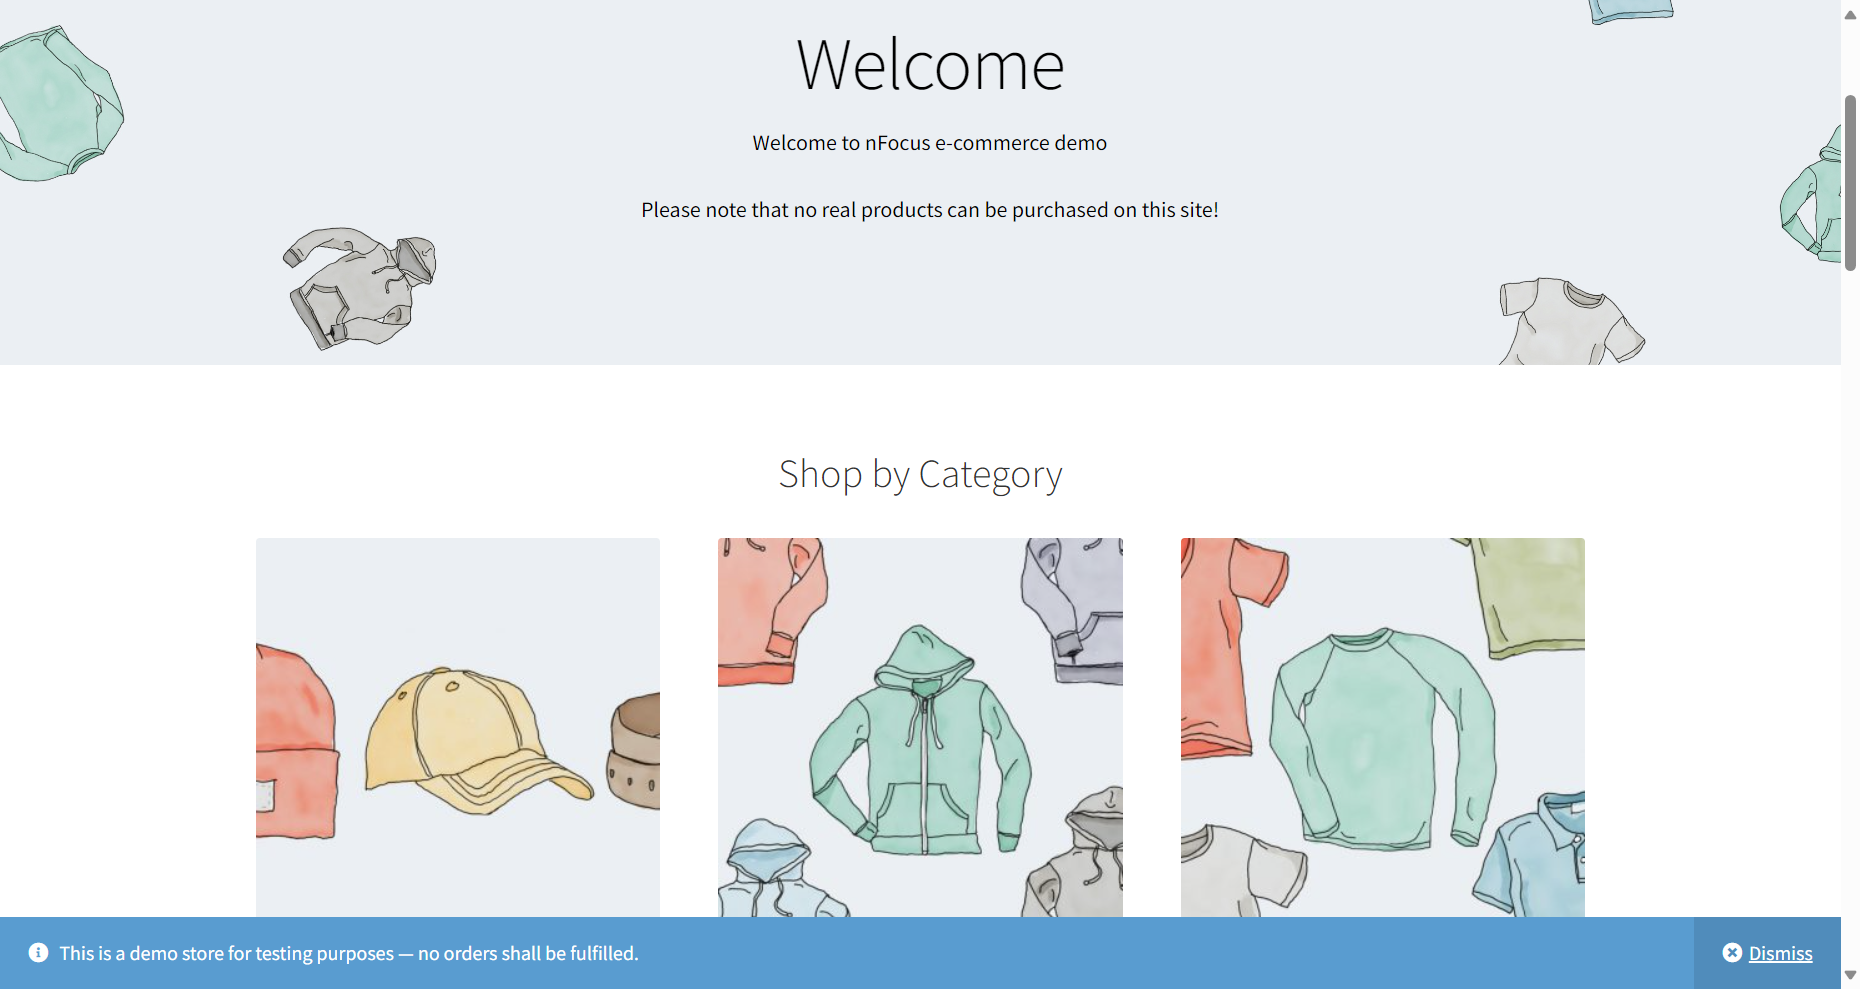 Welcome
Welcome to nFocus e-commerce demo
Please note that no real products can be purchased on this site!
Shop by Category
This is a demo store for testing purposes — no orders shall be fulfilled.
Dismiss